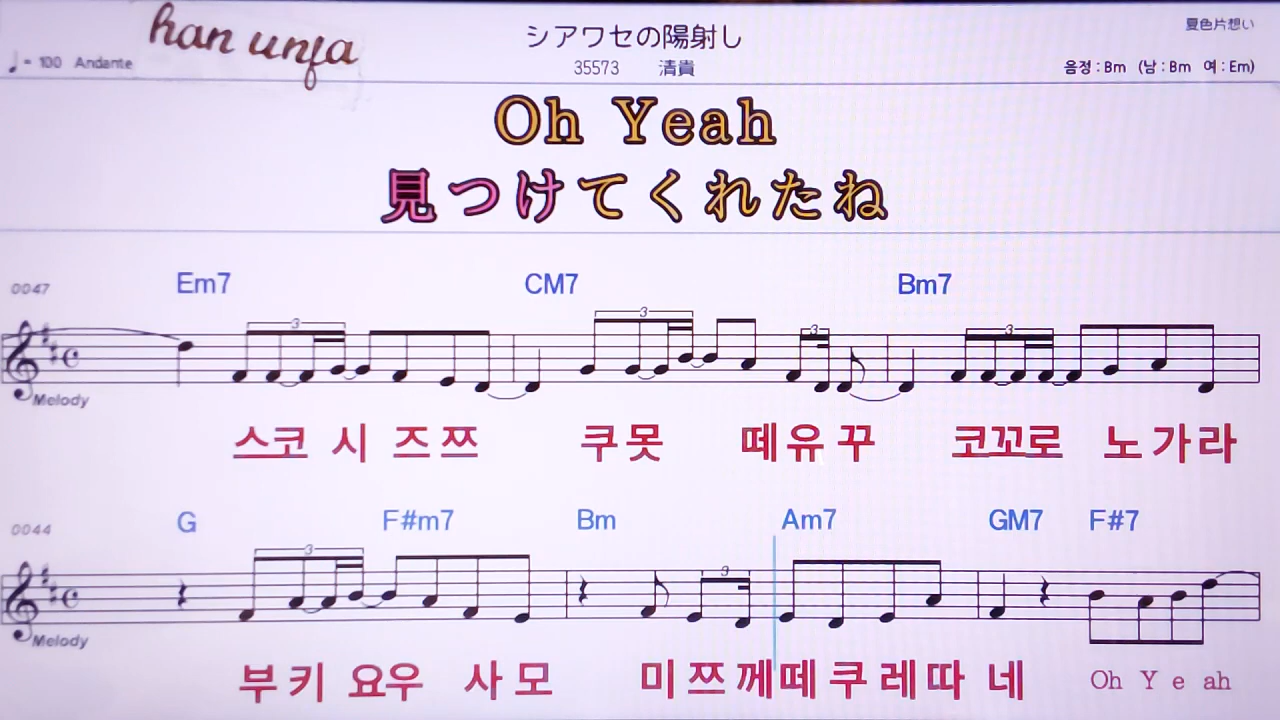 han unja
シアワセの陽射し
夏色片想い
♩= 100 Andante
35573 清貴
음정 : Bm (남 : Bm 여 : Em)
Oh Yeah
見つけてくれたね
0047 Em7 CM7 Bm7
Melody
스코 시 즈쯔 쿠못 떼유꾸 코꼬로 노가라
0044 G F#m7 Bm Am7 GM7 F#7
Melody
부키 요우 사모 미쯔께떼쿠레따 네 Oh Yeah